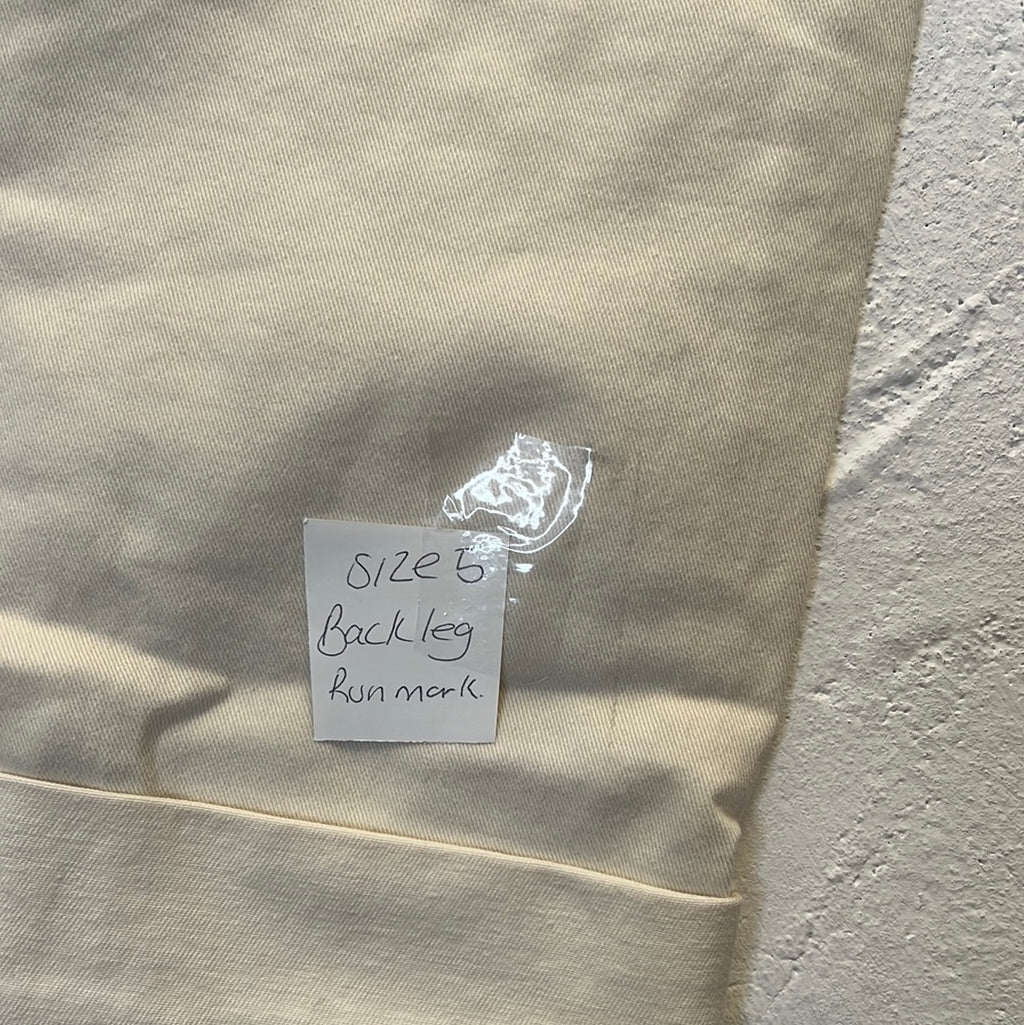 Size 5
Back leg
Run mark.